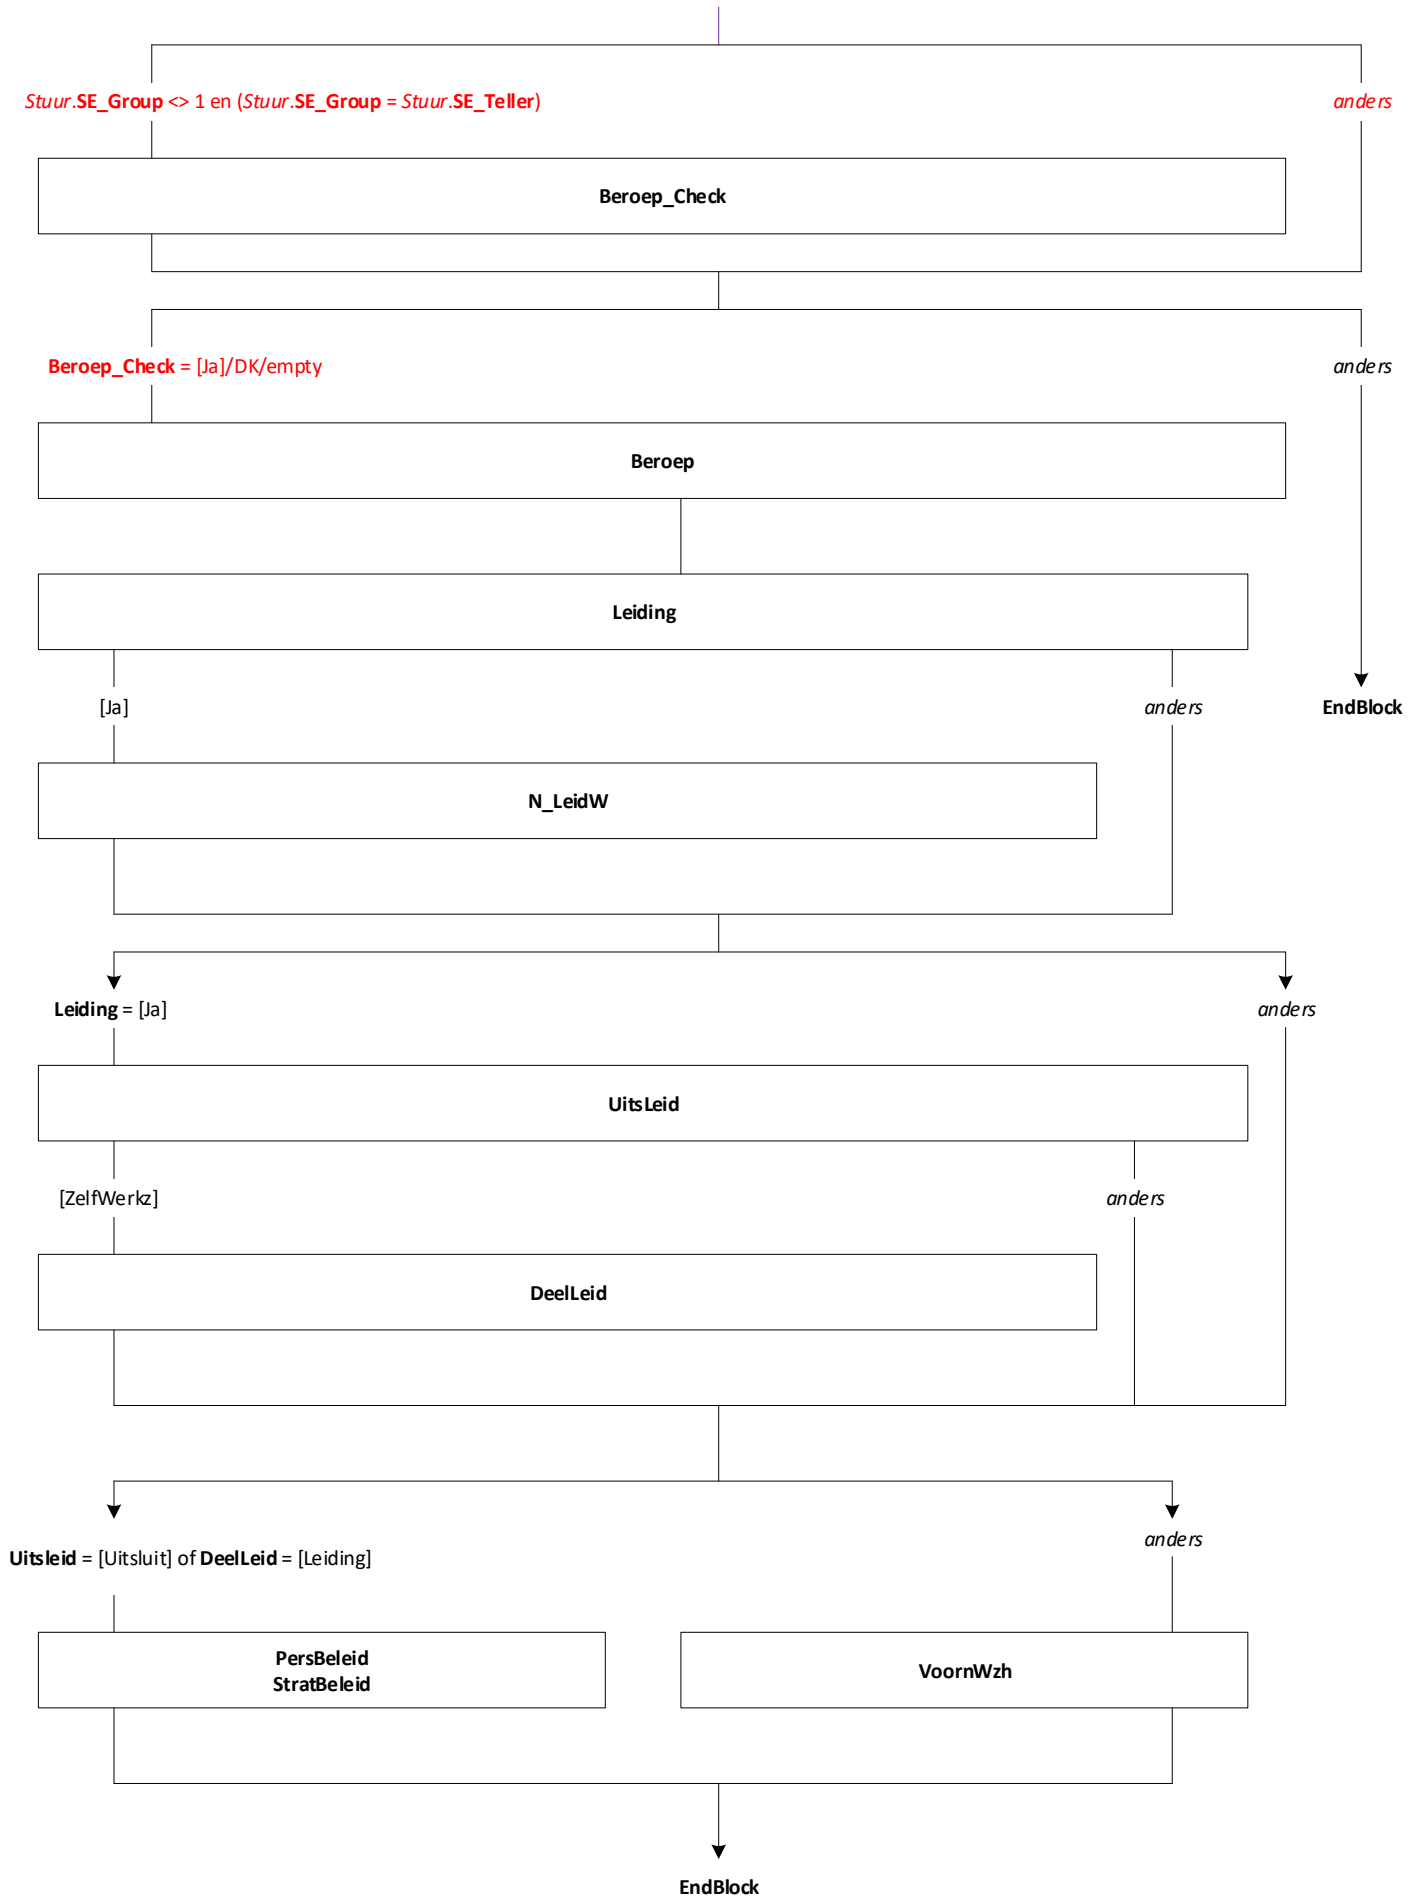 Stuur.SE_Group <> 1 en (Stuur.SE_Group = Stuur.SE_Teller)
anders
Beroep_Check
Beroep_Check = [Ja]/DK/empty
anders
Beroep
Leiding
[Ja]
anders
EndBlock
N_LeidW
Leiding = [Ja]
anders
UitsLeid
[ZelfWerkz]
anders
DeelLeid
anders
Uitsleid = [Uitsluit] of DeelLeid = [Leiding]
PersBeleid
StratBeleid
VoornWzh
EndBlock